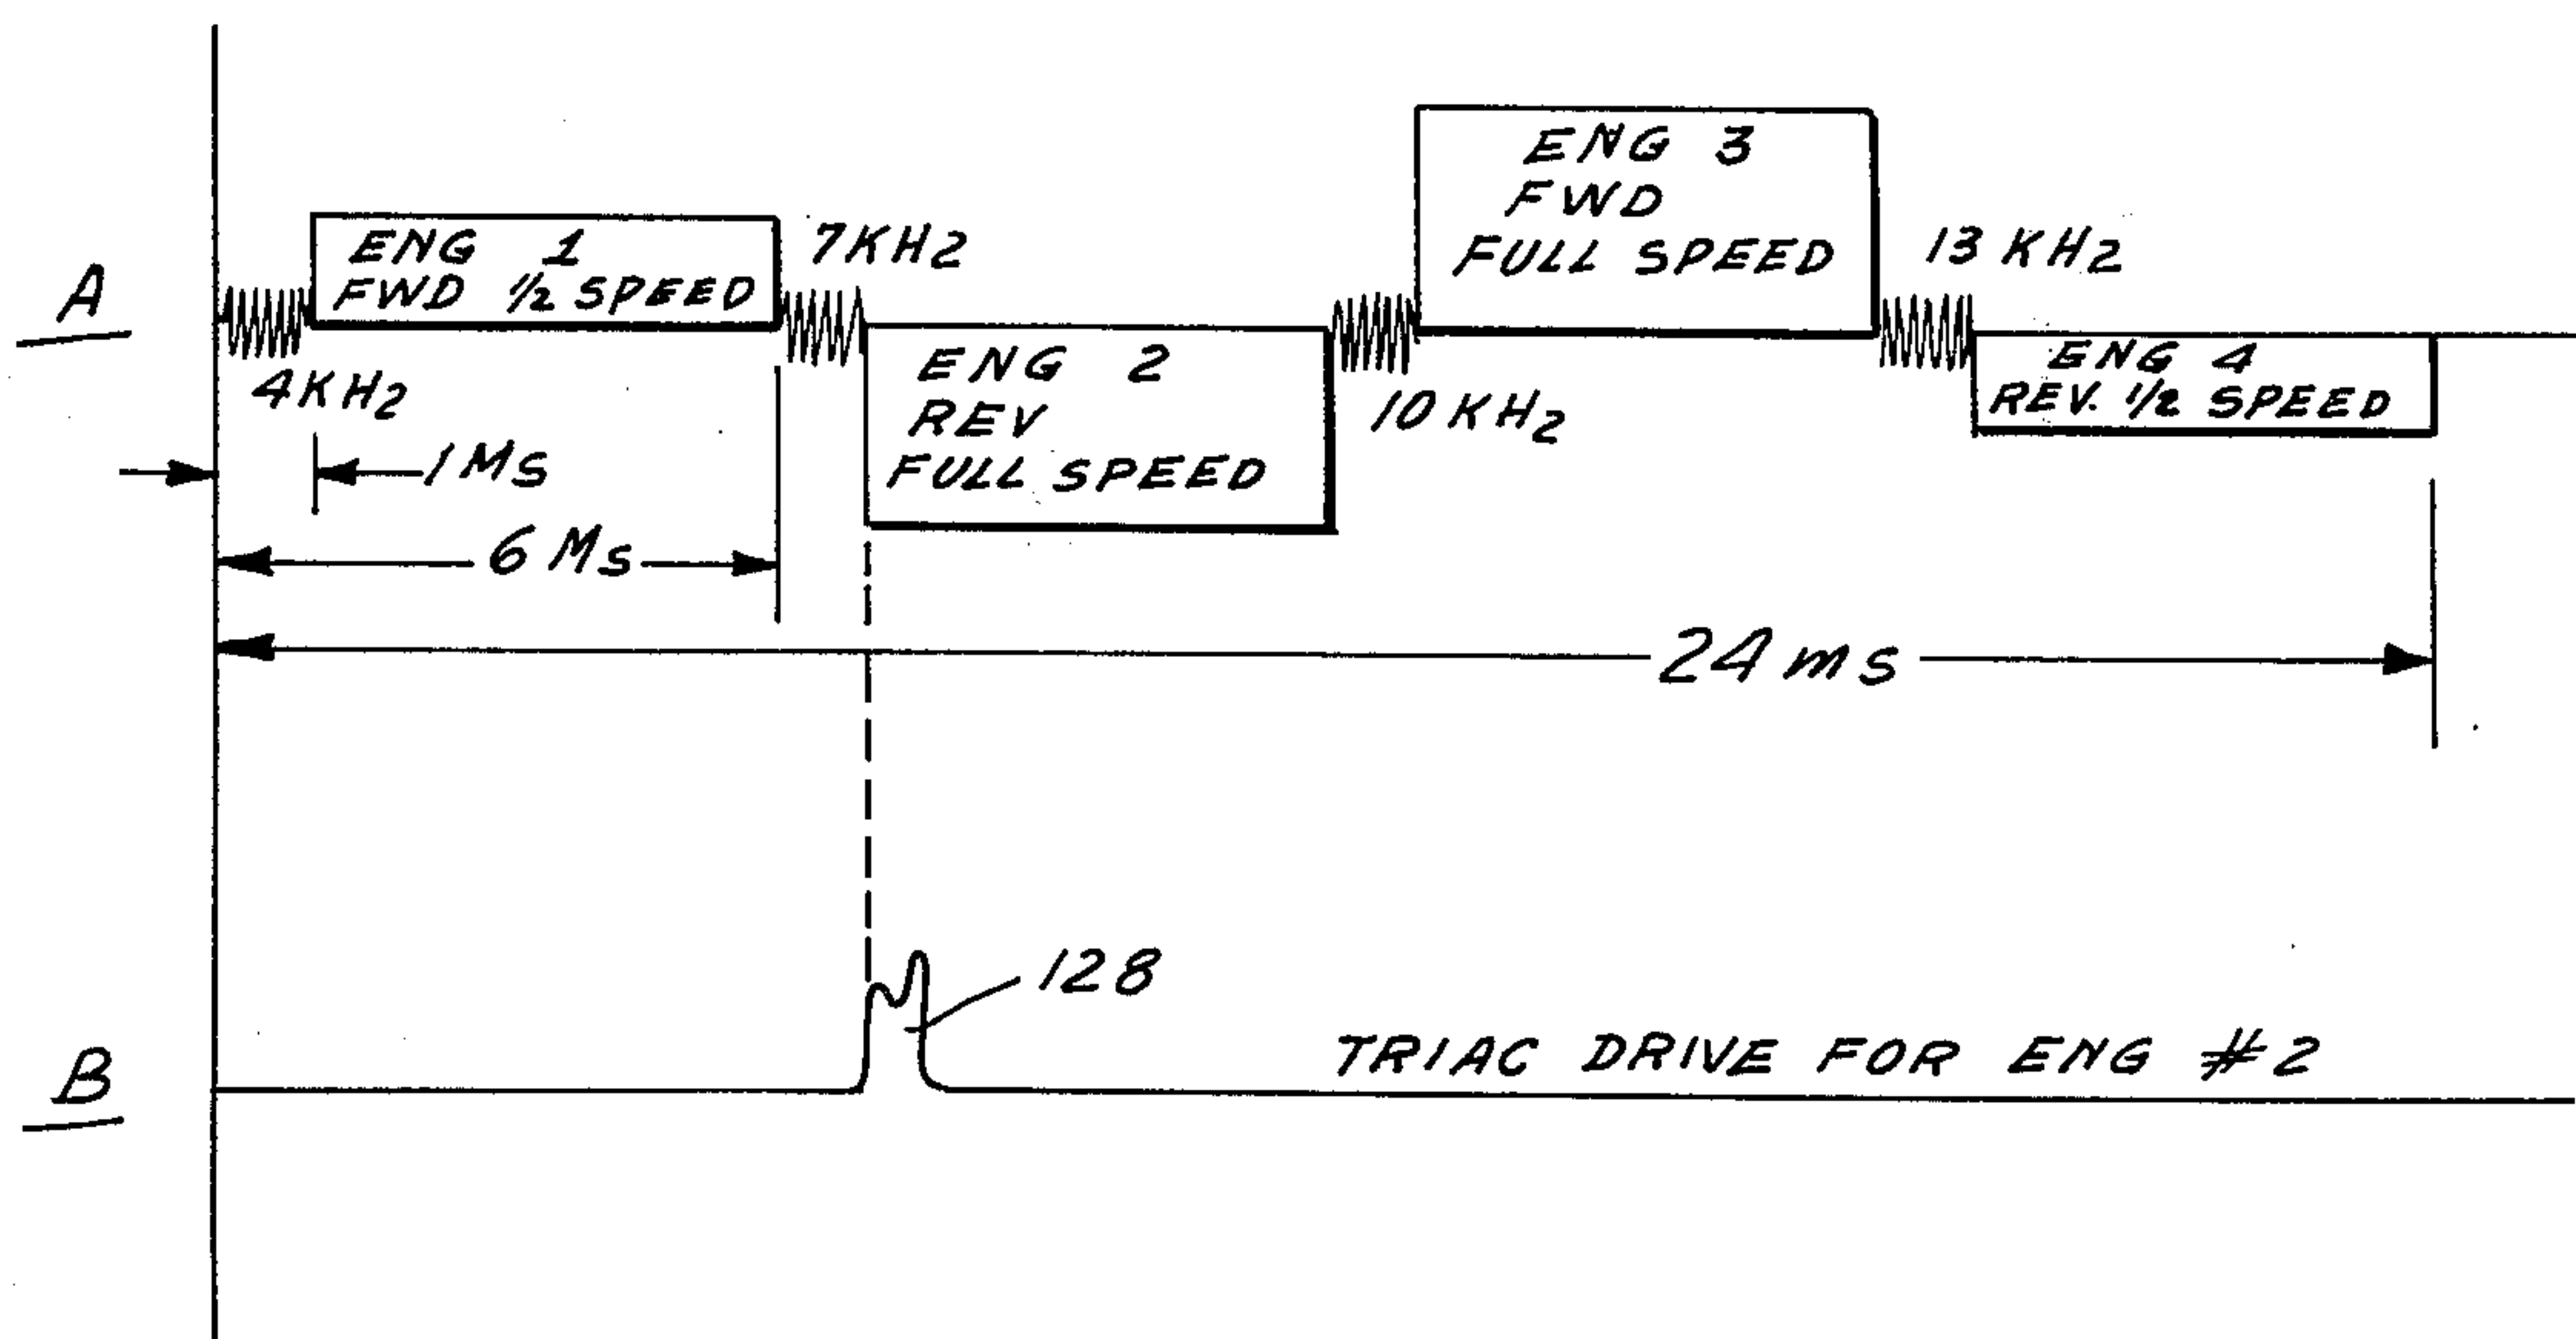 ENG 3
FWD
FULL SPEED
ENG 1
FWD 1/2 SPEED
7KHz
13 KHz
A
4KHz
ENG 2
REV
FULL SPEED
10 KHz
ENG 4
REV. 1/2 SPEED
1 Ms
6 Ms
24 ms
128
B
TRIAC DRIVE FOR ENG #2